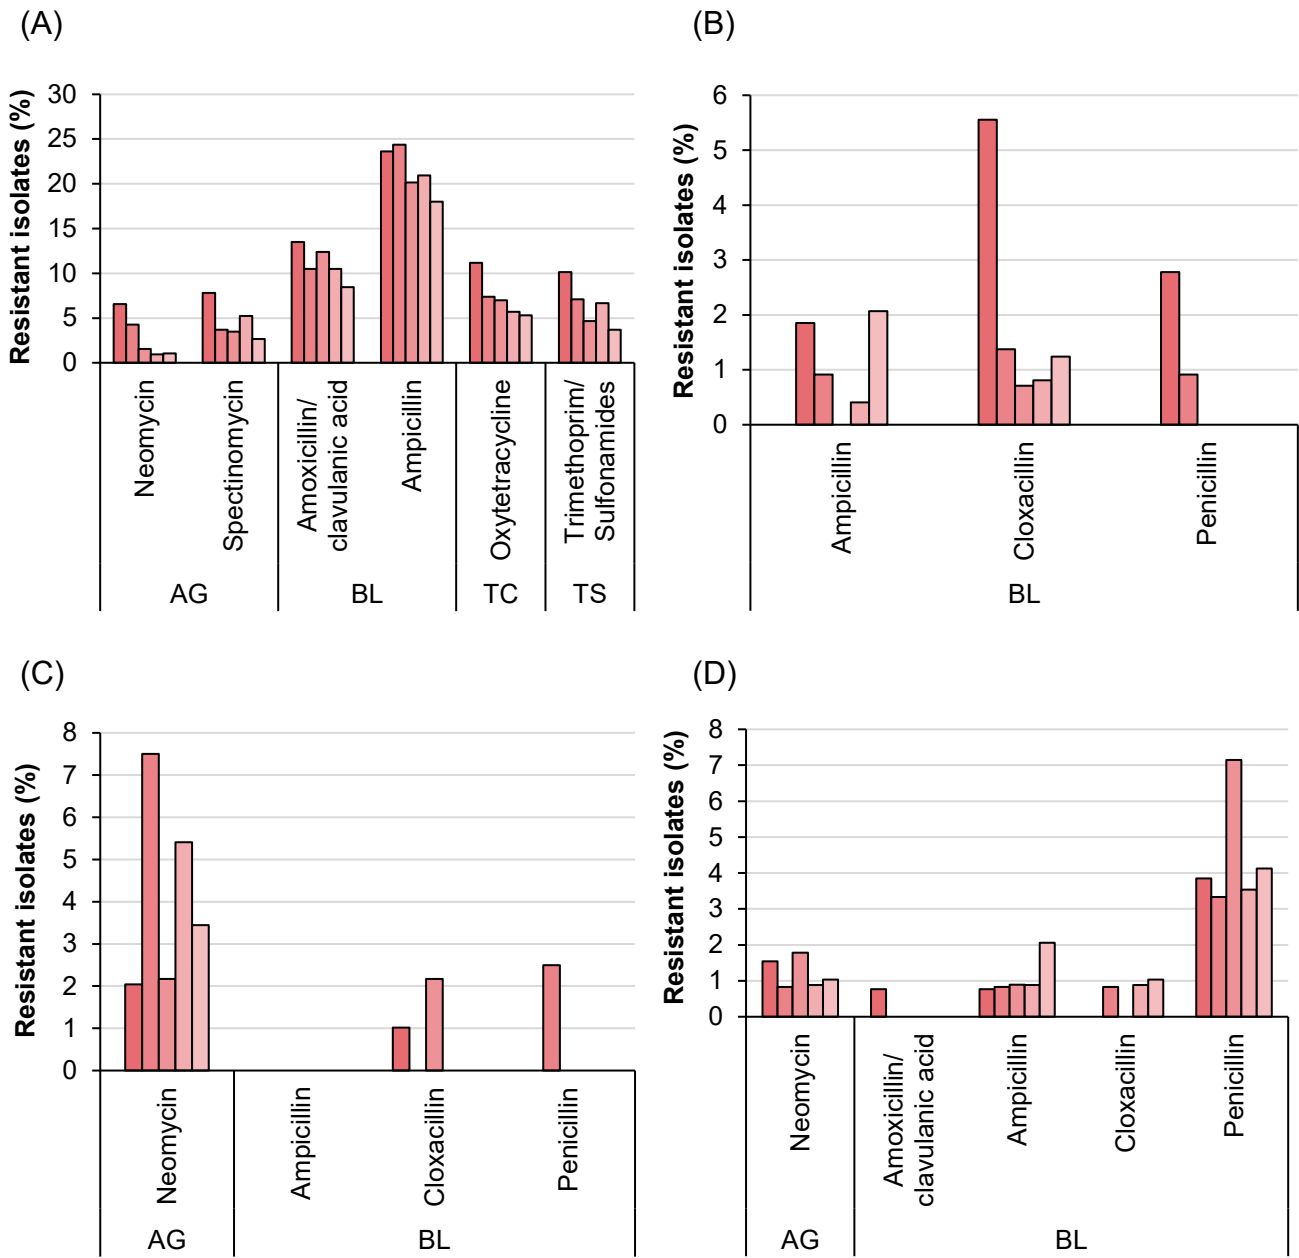 (A)
Resistant isolates (%)
30
25
20
15
10
5
0
Neomycin
Spectinomycin
Amoxicillin/
clavulanic acid
Ampicillin
Oxytetracycline
Trimethoprim/
Sulfonamides
AG
BL
TC
TS
(B)
Resistant isolates (%)
6
5
4
3
2
1
0
Ampicillin
Cloxacillin
Penicillin
BL
(C)
Resistant isolates (%)
8
7
6
5
4
3
2
1
0
Neomycin
Ampicillin
Cloxacillin
Penicillin
AG
BL
(D)
Resistant isolates (%)
8
7
6
5
4
3
2
1
0
Neomycin
Amoxicillin/
clavulanic acid
Ampicillin
Cloxacillin
Penicillin
AG
BL